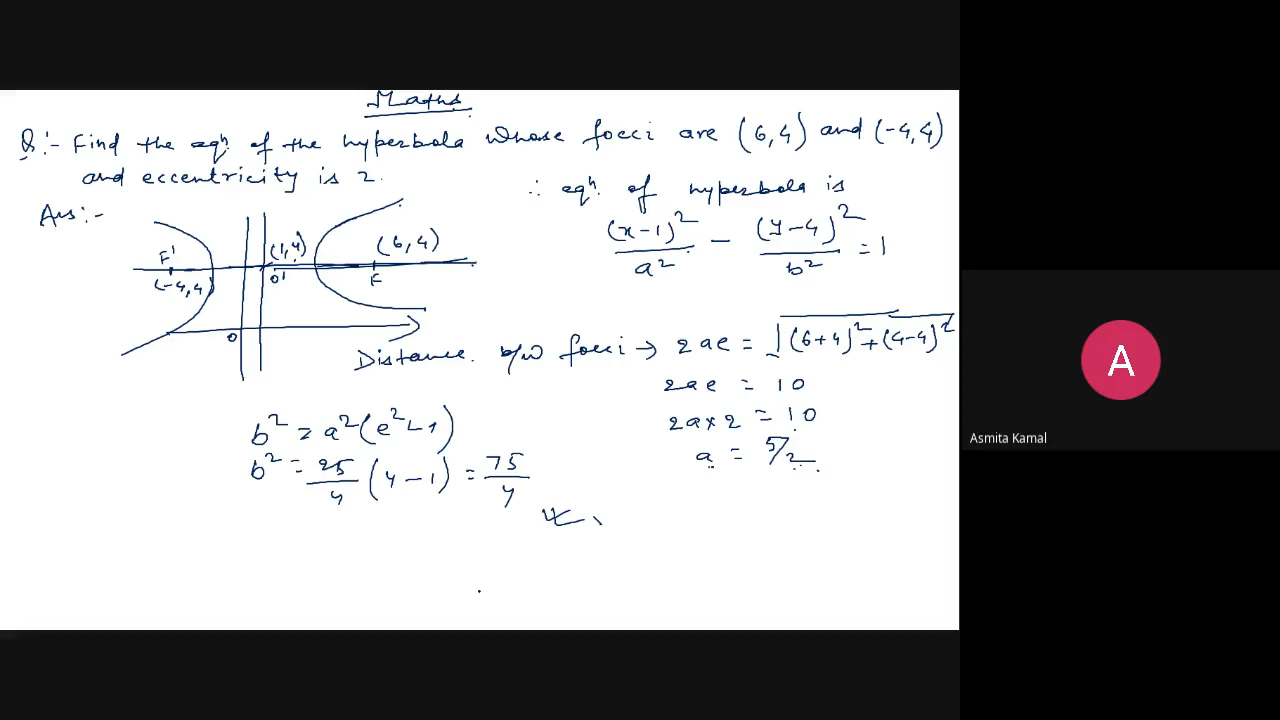 Maths
Q:- Find the eqn. of the hyperbola whose focci are (6,4) and (-4,4)
and eccentricity is 2.
Ans:-
∴ eqn. of hyperbola is
(x-1)²/a² - (y-4)²/b² = 1
F'
(-4,4)
(1,4)
O'
(6,4)
F
O
Distance b/w focci → 2ae = √(6+4)²+(4-4)²
2ae = 10
2a×2 = 10
a = 5/2
b² = a²(e²-1)
b² = 25/4 (4-1) = 75/4
A
Asmita Kamal